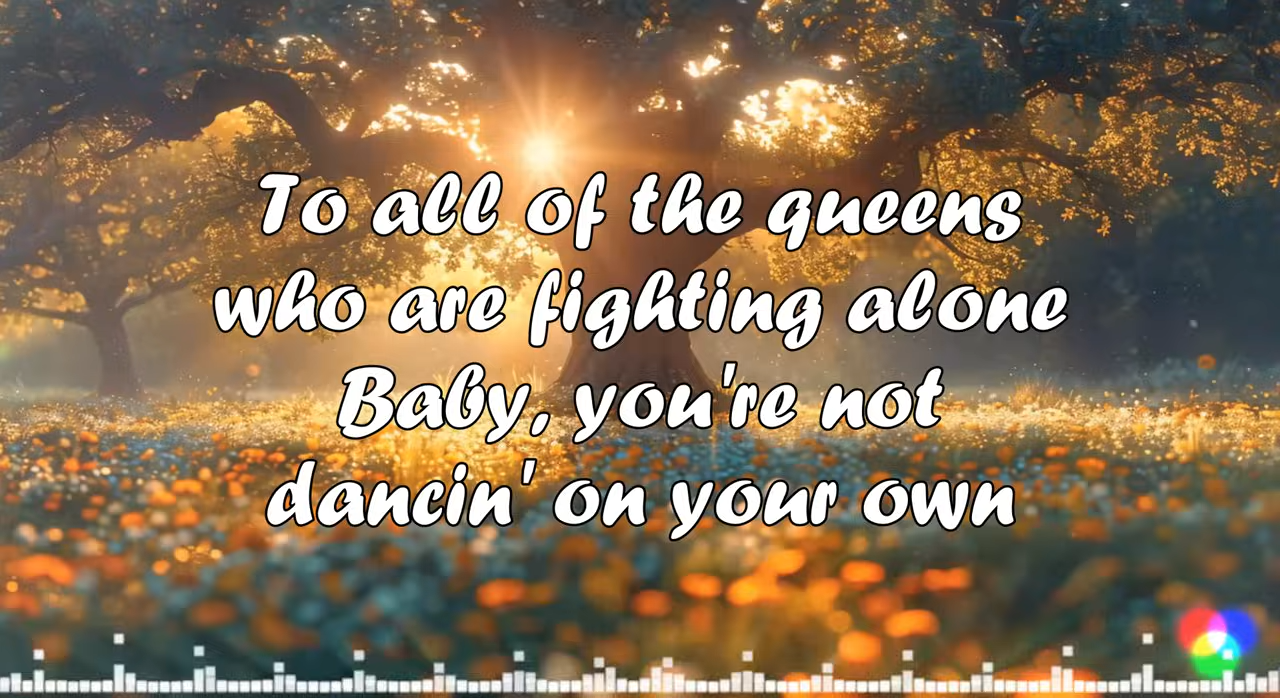 To all of the queens
who are fighting alone
Baby, you're not
dancin' on your own